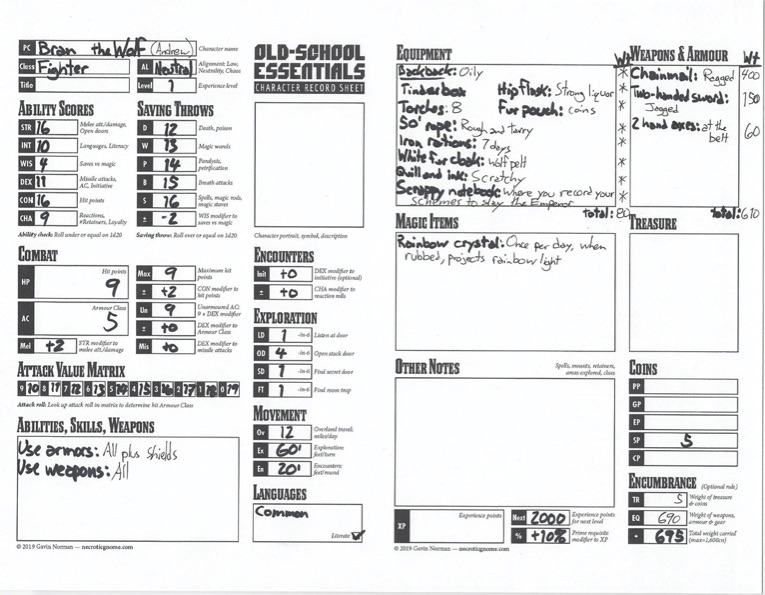 PC Bran the Wolf (Andrew) Character name
Class Fighter AL Neutral Alignment: Law, Neutrality, Chaos
Title Level 1 Experience level
OLD-SCHOOL
ESSENTIALS
CHARACTER RECORD SHEET
ABILITY SCORES
STR 16 Melee att./damage, Open doors
INT 10 Languages, Literacy
WIS 4 Saves vs magic
DEX 11 Missile attacks, AC, Initiative
CON 16 Hit points
CHA 9 Reactions, #Retainers, Loyalty
Ability check: Roll under or equal on 1d20
SAVING THROWS
D 12 Death, poison
W 13 Magic wands
P 14 Paralysis, petrification
B 15 Breath attacks
S 16 Spells, magic rods, magic staves
± -2 WIS modifier to saves vs magic
Saving throw: Roll over or equal on 1d20
Character portrait, symbol, description
COMBAT
HP 9 Hit points
AC 5 Armour Class
Mel +2 STR modifier to melee att./damage
Max 9 Maximum hit points
± +2 CON modifier to hit points
Un 9 Unarmoured AC: 9 + DEX modifier
± +0 DEX modifier to Armour Class
Mis +0 DEX modifier to missile attacks
ENCOUNTERS
Init +0 DEX modifier to initiative (optional)
± +0 CHA modifier to reaction rolls
EXPLORATION
LD 1 -in-6 Listen at door
OD 4 -in-6 Open stuck door
SD 1 -in-6 Find secret door
FT 1 -in-6 Find room trap
ATTACK VALUE MATRIX
9 10 8 11 7 12 6 13 5 14 4 15 3 16 2 17 1 18 0 19
Attack roll: Look up attack roll in matrix to determine hit Armour Class
MOVEMENT
Ov 12 Overland travel: miles/day
Ex 60' Exploration: feet/turn
En 20' Encounters: feet/round
ABILITIES, SKILLS, WEAPONS
Use armors: All plus shields
Use weapons: All
LANGUAGES
Common
Literate
© 2019 Gavin Norman — necroticgnome.com
EQUIPMENT Wt
Backback: Oily *
Tinderbox Hip flask: Strong liquor *
Torches: 8 Fur pouch: coins *
50' rope: Rough and tarry *
Iron rations: 7 days *
White fur cloak: wolf pelt *
Quill and ink: Scratchy *
Scrappy notebook: where you record your *
schemes to slay the Emperor
total: 80
WEAPONS & ARMOUR Wt
Chainmail: Ragged 400
Two-handed sword: 150
Jagged
2 hand axes: at the 60
belt
total: 610
MAGIC ITEMS
Rainbow crystal: Once per day, when
rubbed, projects rainbow light
TREASURE
OTHER NOTES Spells, mounts, retainers, areas explored, clues
COINS
PP
GP
EP
SP 5
CP
ENCUMBRANCE (Optional rule)
TR 5 Weight of treasure & coins
EQ 690 Weight of weapons, armour & gear
+ 695 Total weight carried (max=1,600cn)
XP Experience points
Next 2000 Experience points for next level
% +10% Prime requisite modifier to XP
© 2019 Gavin Norman — necroticgnome.com